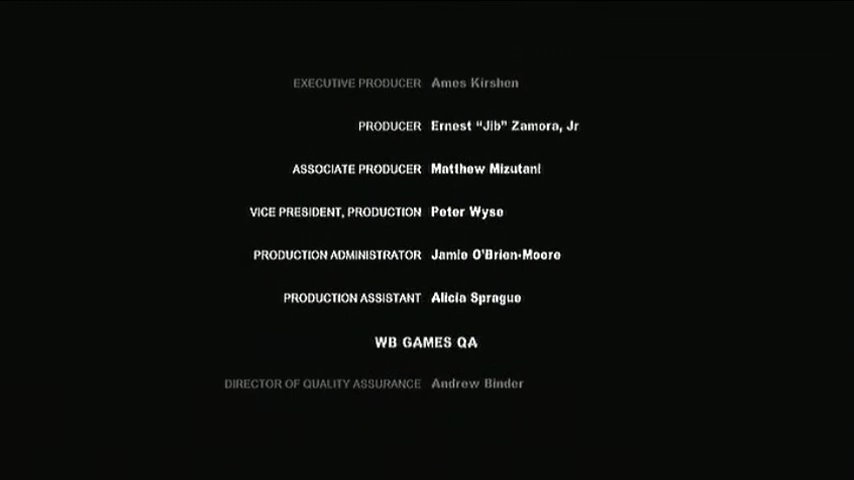 EXECUTIVE PRODUCER Ames Kirshen
PRODUCER Ernest “Jib” Zamora, Jr
ASSOCIATE PRODUCER Matthew Mizutani
VICE PRESIDENT, PRODUCTION Peter Wyse
PRODUCTION ADMINISTRATOR Jamie O'Brien-Moore
PRODUCTION ASSISTANT Alicia Sprague
WB GAMES QA
DIRECTOR OF QUALITY ASSURANCE Andrew Binder